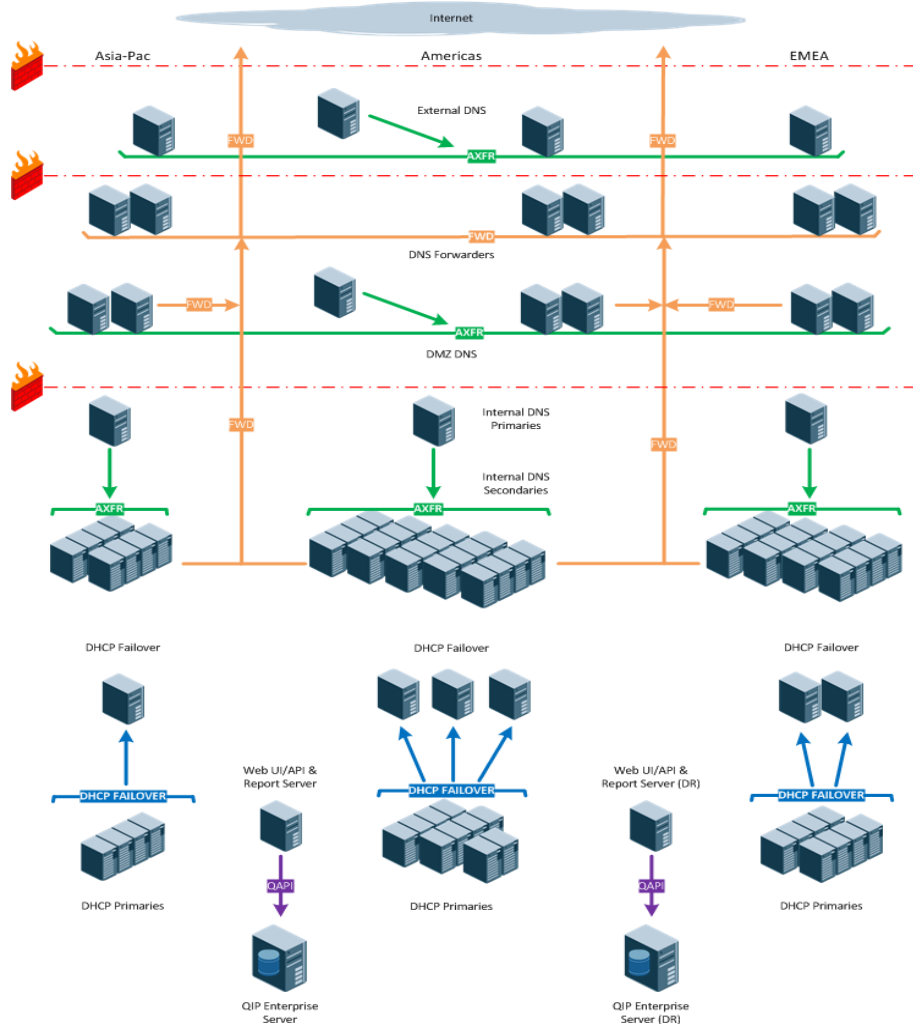 Internet
Asia-Pac
Americas
EMEA
External DNS
FWD
FWD
AXFR
FWD
DNS Forwarders
FWD
FWD
AXFR
DMZ DNS
Internal DNS
Primaries
FWD
FWD
Internal DNS
Secondaries
AXFR
AXFR
AXFR
DHCP Failover
DHCP Failover
DHCP Failover
Web UI/API &
Report Server
Web UI/API &
Report Server (DR)
DHCP FAILOVER
DHCP FAILOVER
DHCP FAILOVER
QAPI
QAPI
DHCP Primaries
DHCP Primaries
DHCP Primaries
QIP Enterprise
Server
QIP Enterprise
Server (DR)